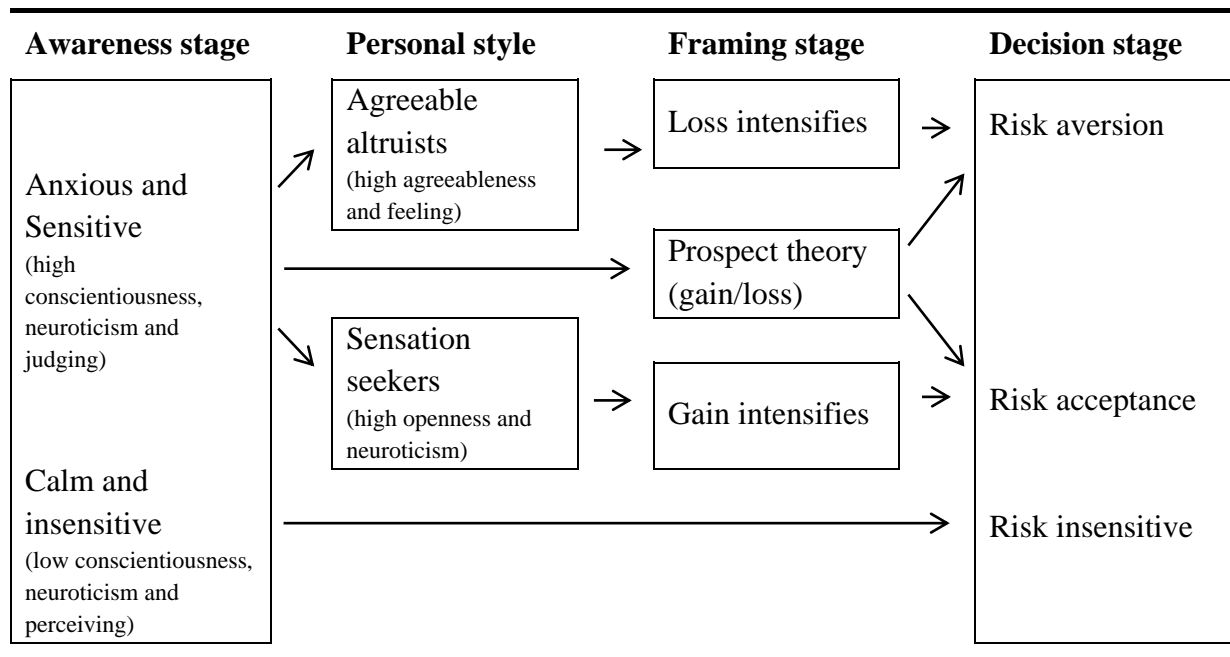 Awareness stage
Personal style
Framing stage
Decision stage
Anxious and
Sensitive
(high
conscientiousness,
neuroticism and
judging)
Calm and
insensitive
(low conscientiousness,
neuroticism and
perceiving)
Agreeable
altruists
(high agreeableness
and feeling)
Sensation
seekers
(high openness and
neuroticism)
Loss intensifies
Prospect theory
(gain/loss)
Gain intensifies
Risk aversion
Risk acceptance
Risk insensitive